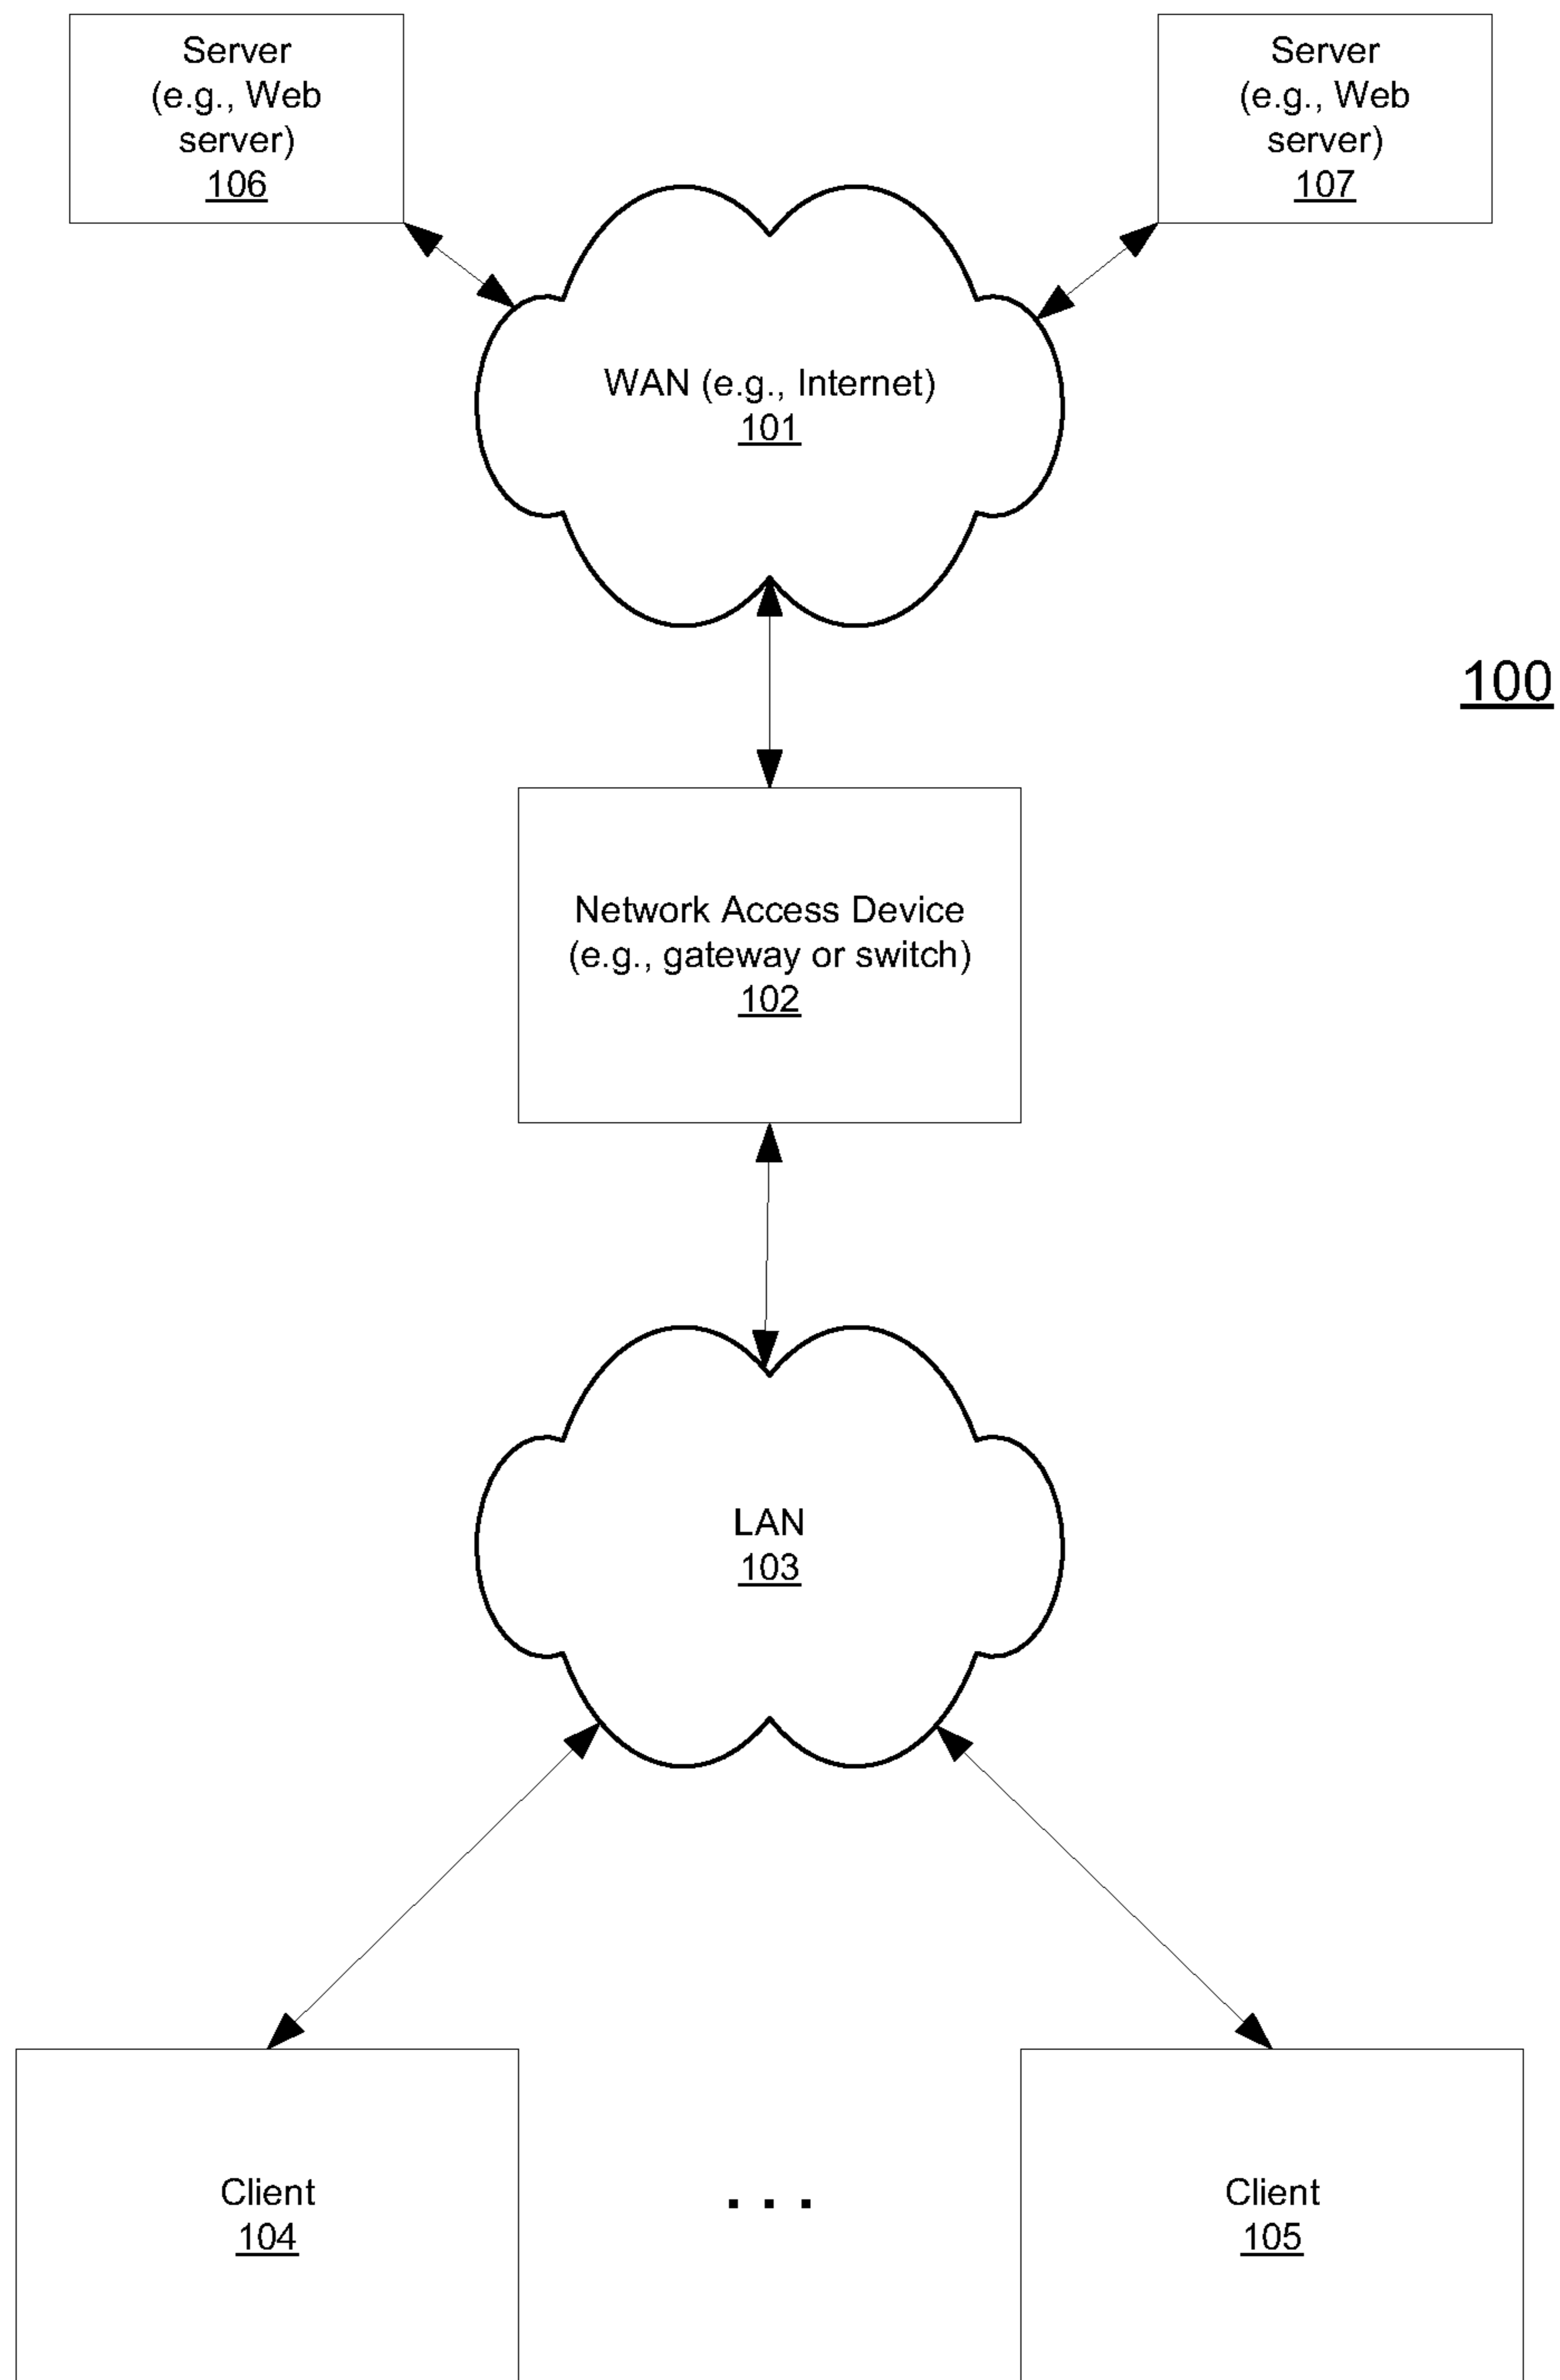 Server
(e.g., Web
server)
106
Server
(e.g., Web
server)
107
WAN (e.g., Internet)
101
100
Network Access Device
(e.g., gateway or switch)
102
LAN
103
Client
104
. . .
Client
105